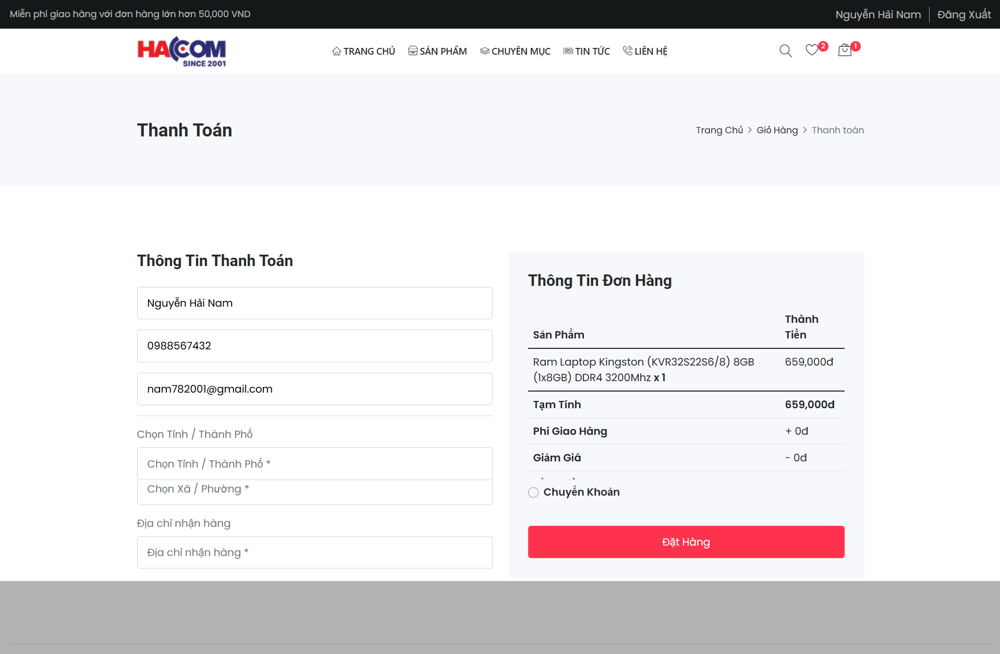 Miễn phí giao hàng với đơn hàng lớn hơn 50,000 VND
Nguyễn Hải Nam
Đăng Xuất
HACOM
SINCE 2001
TRANG CHỦ
SẢN PHẨM
CHUYÊN MỤC
TIN TỨC
LIÊN HỆ
2
1
Thanh Toán
Trang Chủ > Giỏ Hàng > Thanh toán
Thông Tin Thanh Toán
Nguyễn Hải Nam
0988567432
nam782001@gmail.com
Chọn Tỉnh / Thành Phố
Chọn Tỉnh / Thành Phố *
Chọn Xã / Phường *
Địa chỉ nhận hàng
Địa chỉ nhận hàng *
Thông Tin Đơn Hàng
Thành
Sản Phẩm Tiền
Ram Laptop Kingston (KVR32S22S6/8) 8GB 659,000đ
(1x8GB) DDR4 3200Mhz x 1
Tạm Tính 659,000đ
Phí Giao Hàng + 0đ
Giảm Giá - 0đ
Chuyển Khoản
Đặt Hàng